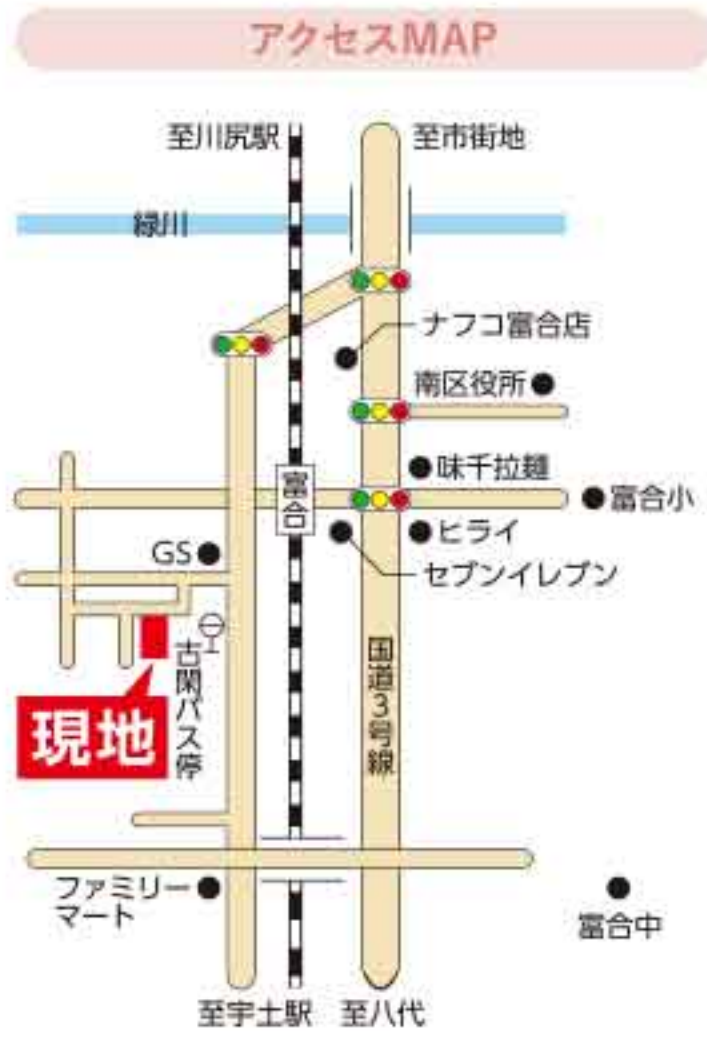 アクセスMAP
至川尻駅
至市街地
緑川
ナフコ富合店
南区役所
味千拉麺
富合
富合小
GS
ヒライ
セブンイレブン
古閑バス停
国道3号線
現地
ファミリー
マート
富合中
至宇土駅
至八代